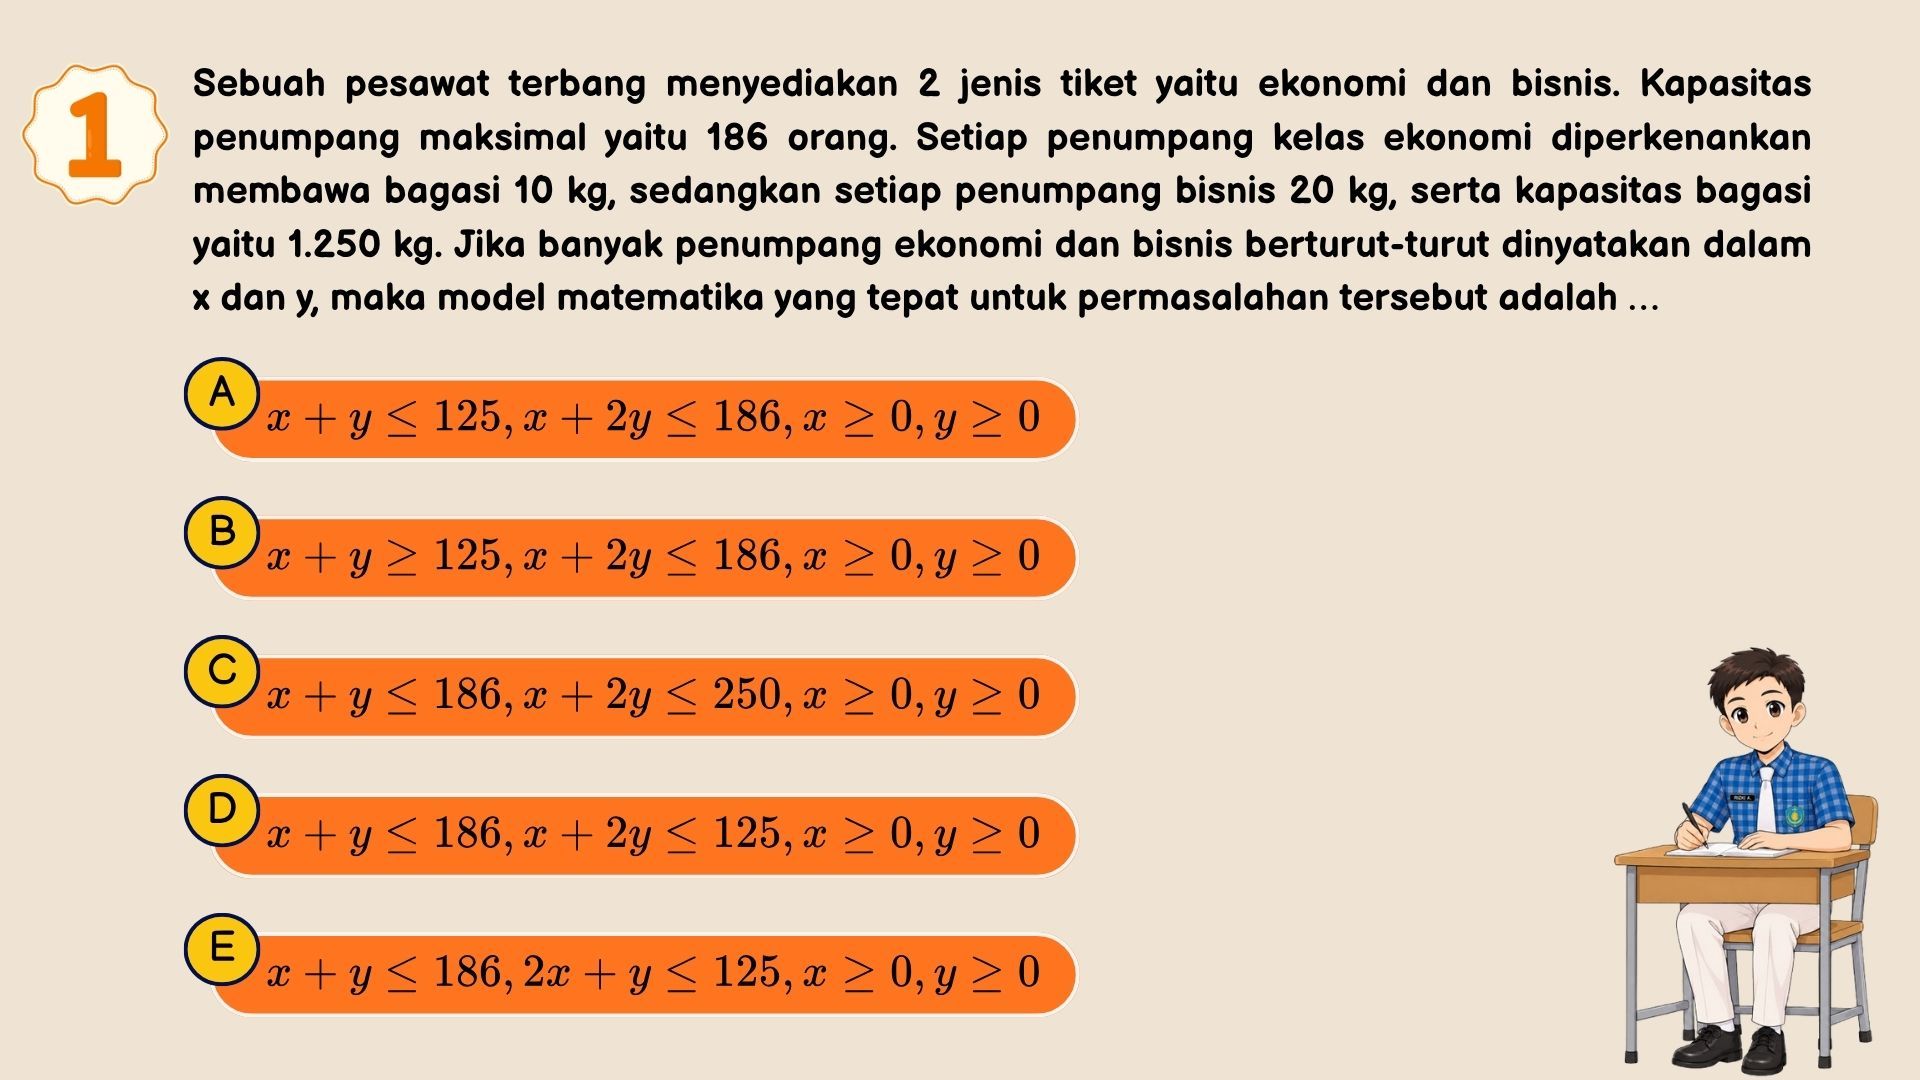 1
Sebuah pesawat terbang menyediakan 2 jenis tiket yaitu ekonomi dan bisnis. Kapasitas
penumpang maksimal yaitu 186 orang. Setiap penumpang kelas ekonomi diperkenankan
membawa bagasi 10 kg, sedangkan setiap penumpang bisnis 20 kg, serta kapasitas bagasi
yaitu 1.250 kg. Jika banyak penumpang ekonomi dan bisnis berturut-turut dinyatakan dalam
x dan y, maka model matematika yang tepat untuk permasalahan tersebut adalah ...
A x + y ≤ 125, x + 2y ≤ 186, x ≥ 0, y ≥ 0
B x + y ≥ 125, x + 2y ≤ 186, x ≥ 0, y ≥ 0
C x + y ≤ 186, x + 2y ≤ 250, x ≥ 0, y ≥ 0
D x + y ≤ 186, x + 2y ≤ 125, x ≥ 0, y ≥ 0
E x + y ≤ 186, 2x + y ≤ 125, x ≥ 0, y ≥ 0